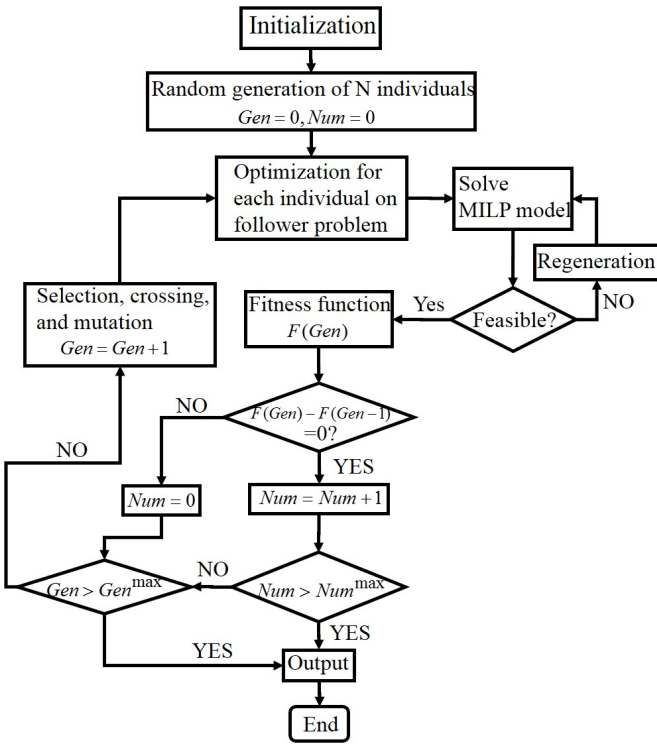 Initialization
Random generation of N individuals
Gen = 0, Num = 0
Optimization for
each individual on
follower problem
Solve
MILP model
Regeneration
Selection, crossing,
and mutation
Gen = Gen+1
Fitness function
F(Gen)
Yes
Feasible?
NO
F(Gen) − F(Gen−1)
=0?
NO
NO
YES
Num = 0
Num = Num +1
Gen > Gen^max
NO
Num > Num^max
YES
YES
Output
End